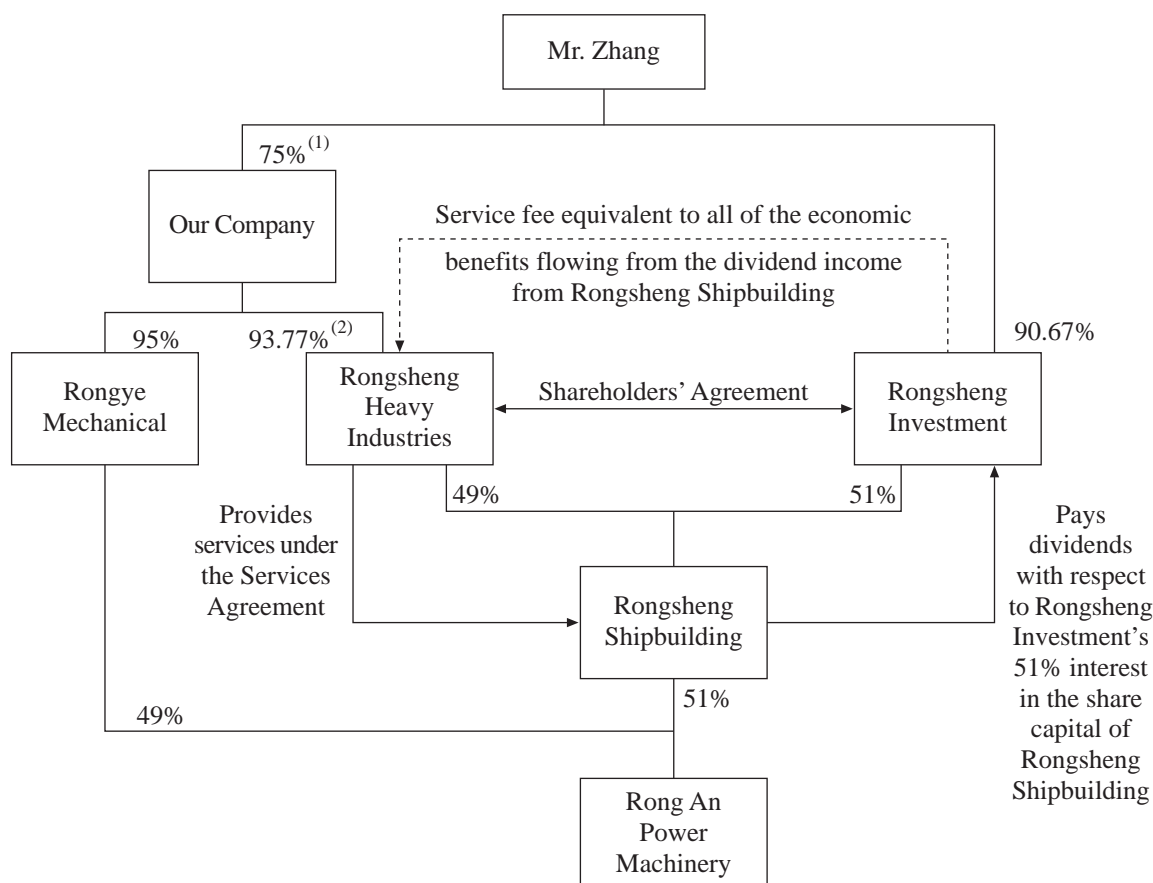 Mr. Zhang
75% (1)
Our Company
Service fee equivalent to all of the economic
benefits flowing from the dividend income
from Rongsheng Shipbuilding
95%
93.77% (2)
90.67%
Rongye
Mechanical
Rongsheng
Heavy
Industries
Shareholders' Agreement
Rongsheng
Investment
49%
51%
Provides
services under
the Services
Agreement
Rongsheng
Shipbuilding
Pays
dividends
with respect
to Rongsheng
Investment's
51% interest
in the share
capital of
Rongsheng
Shipbuilding
49%
51%
Rong An
Power
Machinery